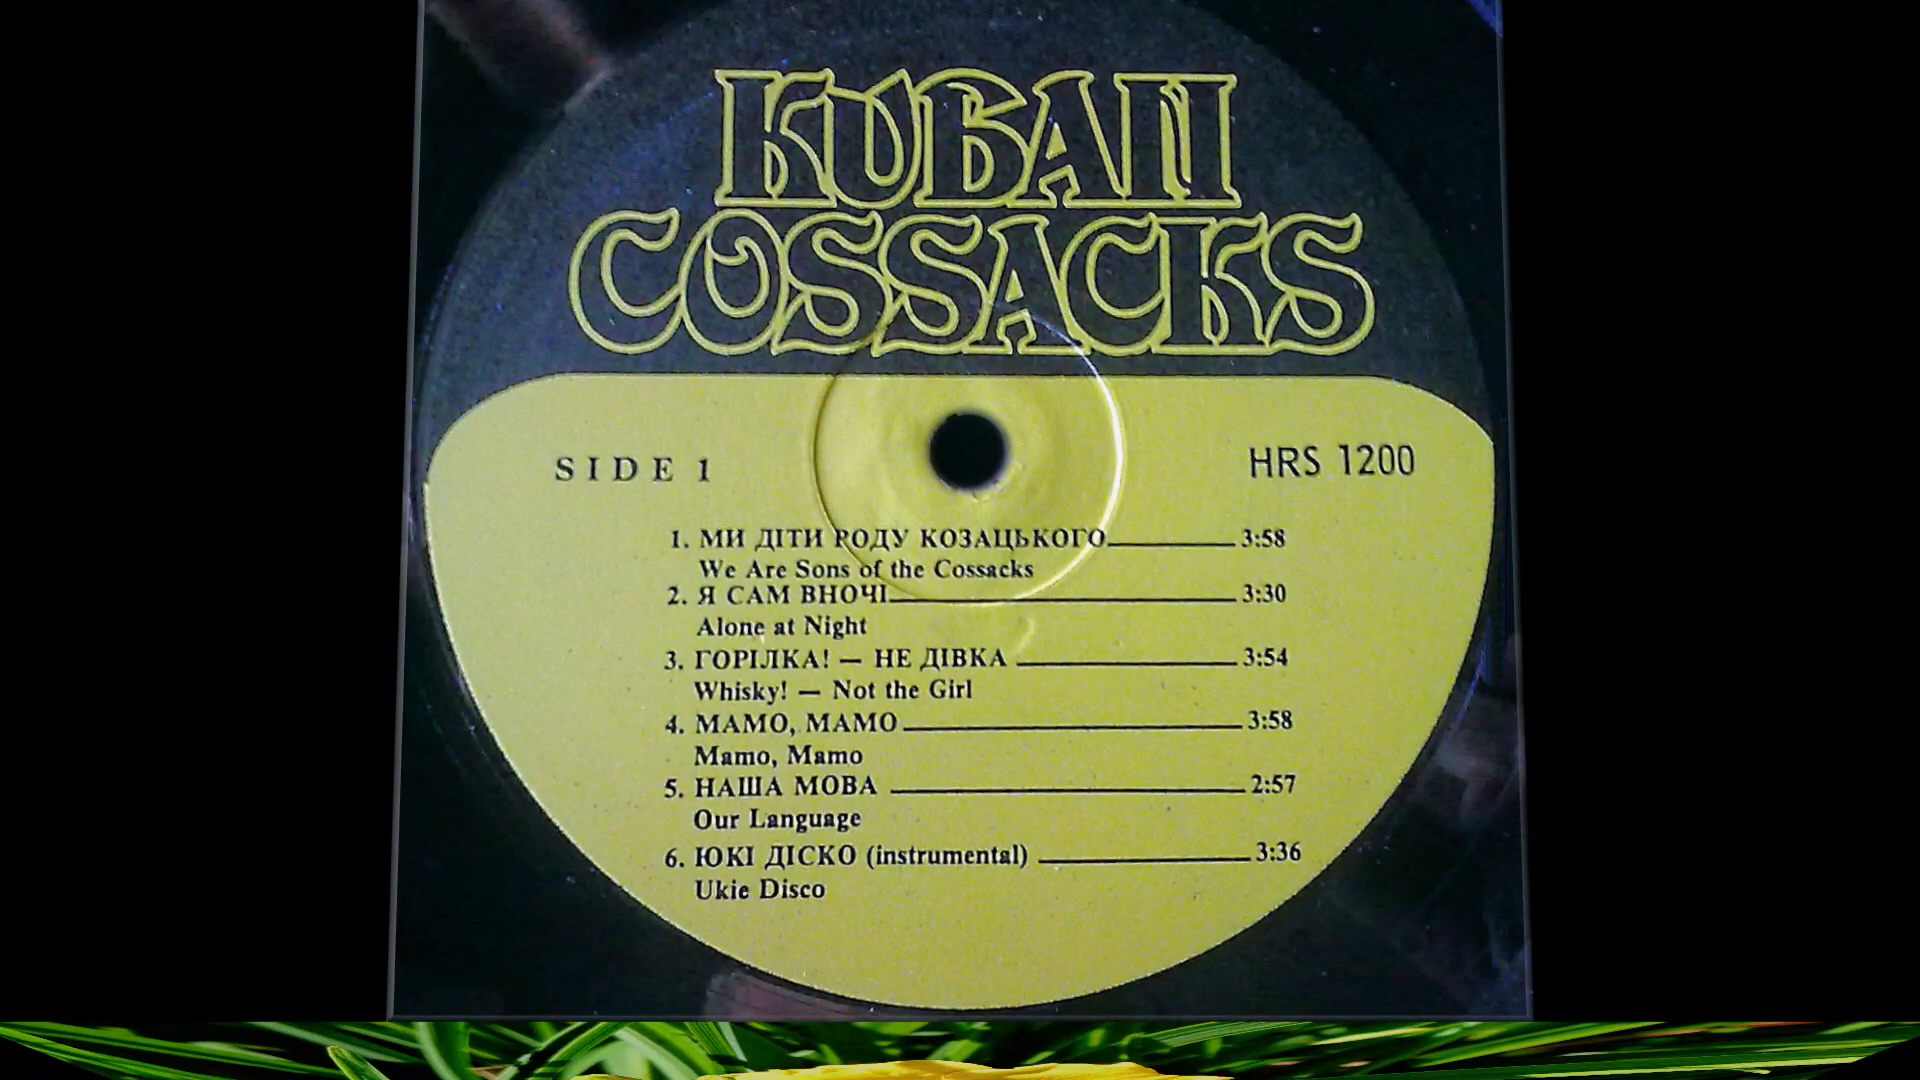 KUBAN
COSSACKS
SIDE 1
HRS 1200
1. МИ ДІТИ РОДУ КОЗАЦЬКОГО 3:58
We Are Sons of the Cossacks
2. Я САМ ВНОЧІ 3:30
Alone at Night
3. ГОРІЛКА! — НЕ ДІВКА 3:54
Whisky! — Not the Girl
4. МАМО, МАМО 3:58
Mamo, Mamo
5. НАША МОВА 2:57
Our Language
6. ЮКІ ДІСКО (instrumental) 3:36
Ukie Disco